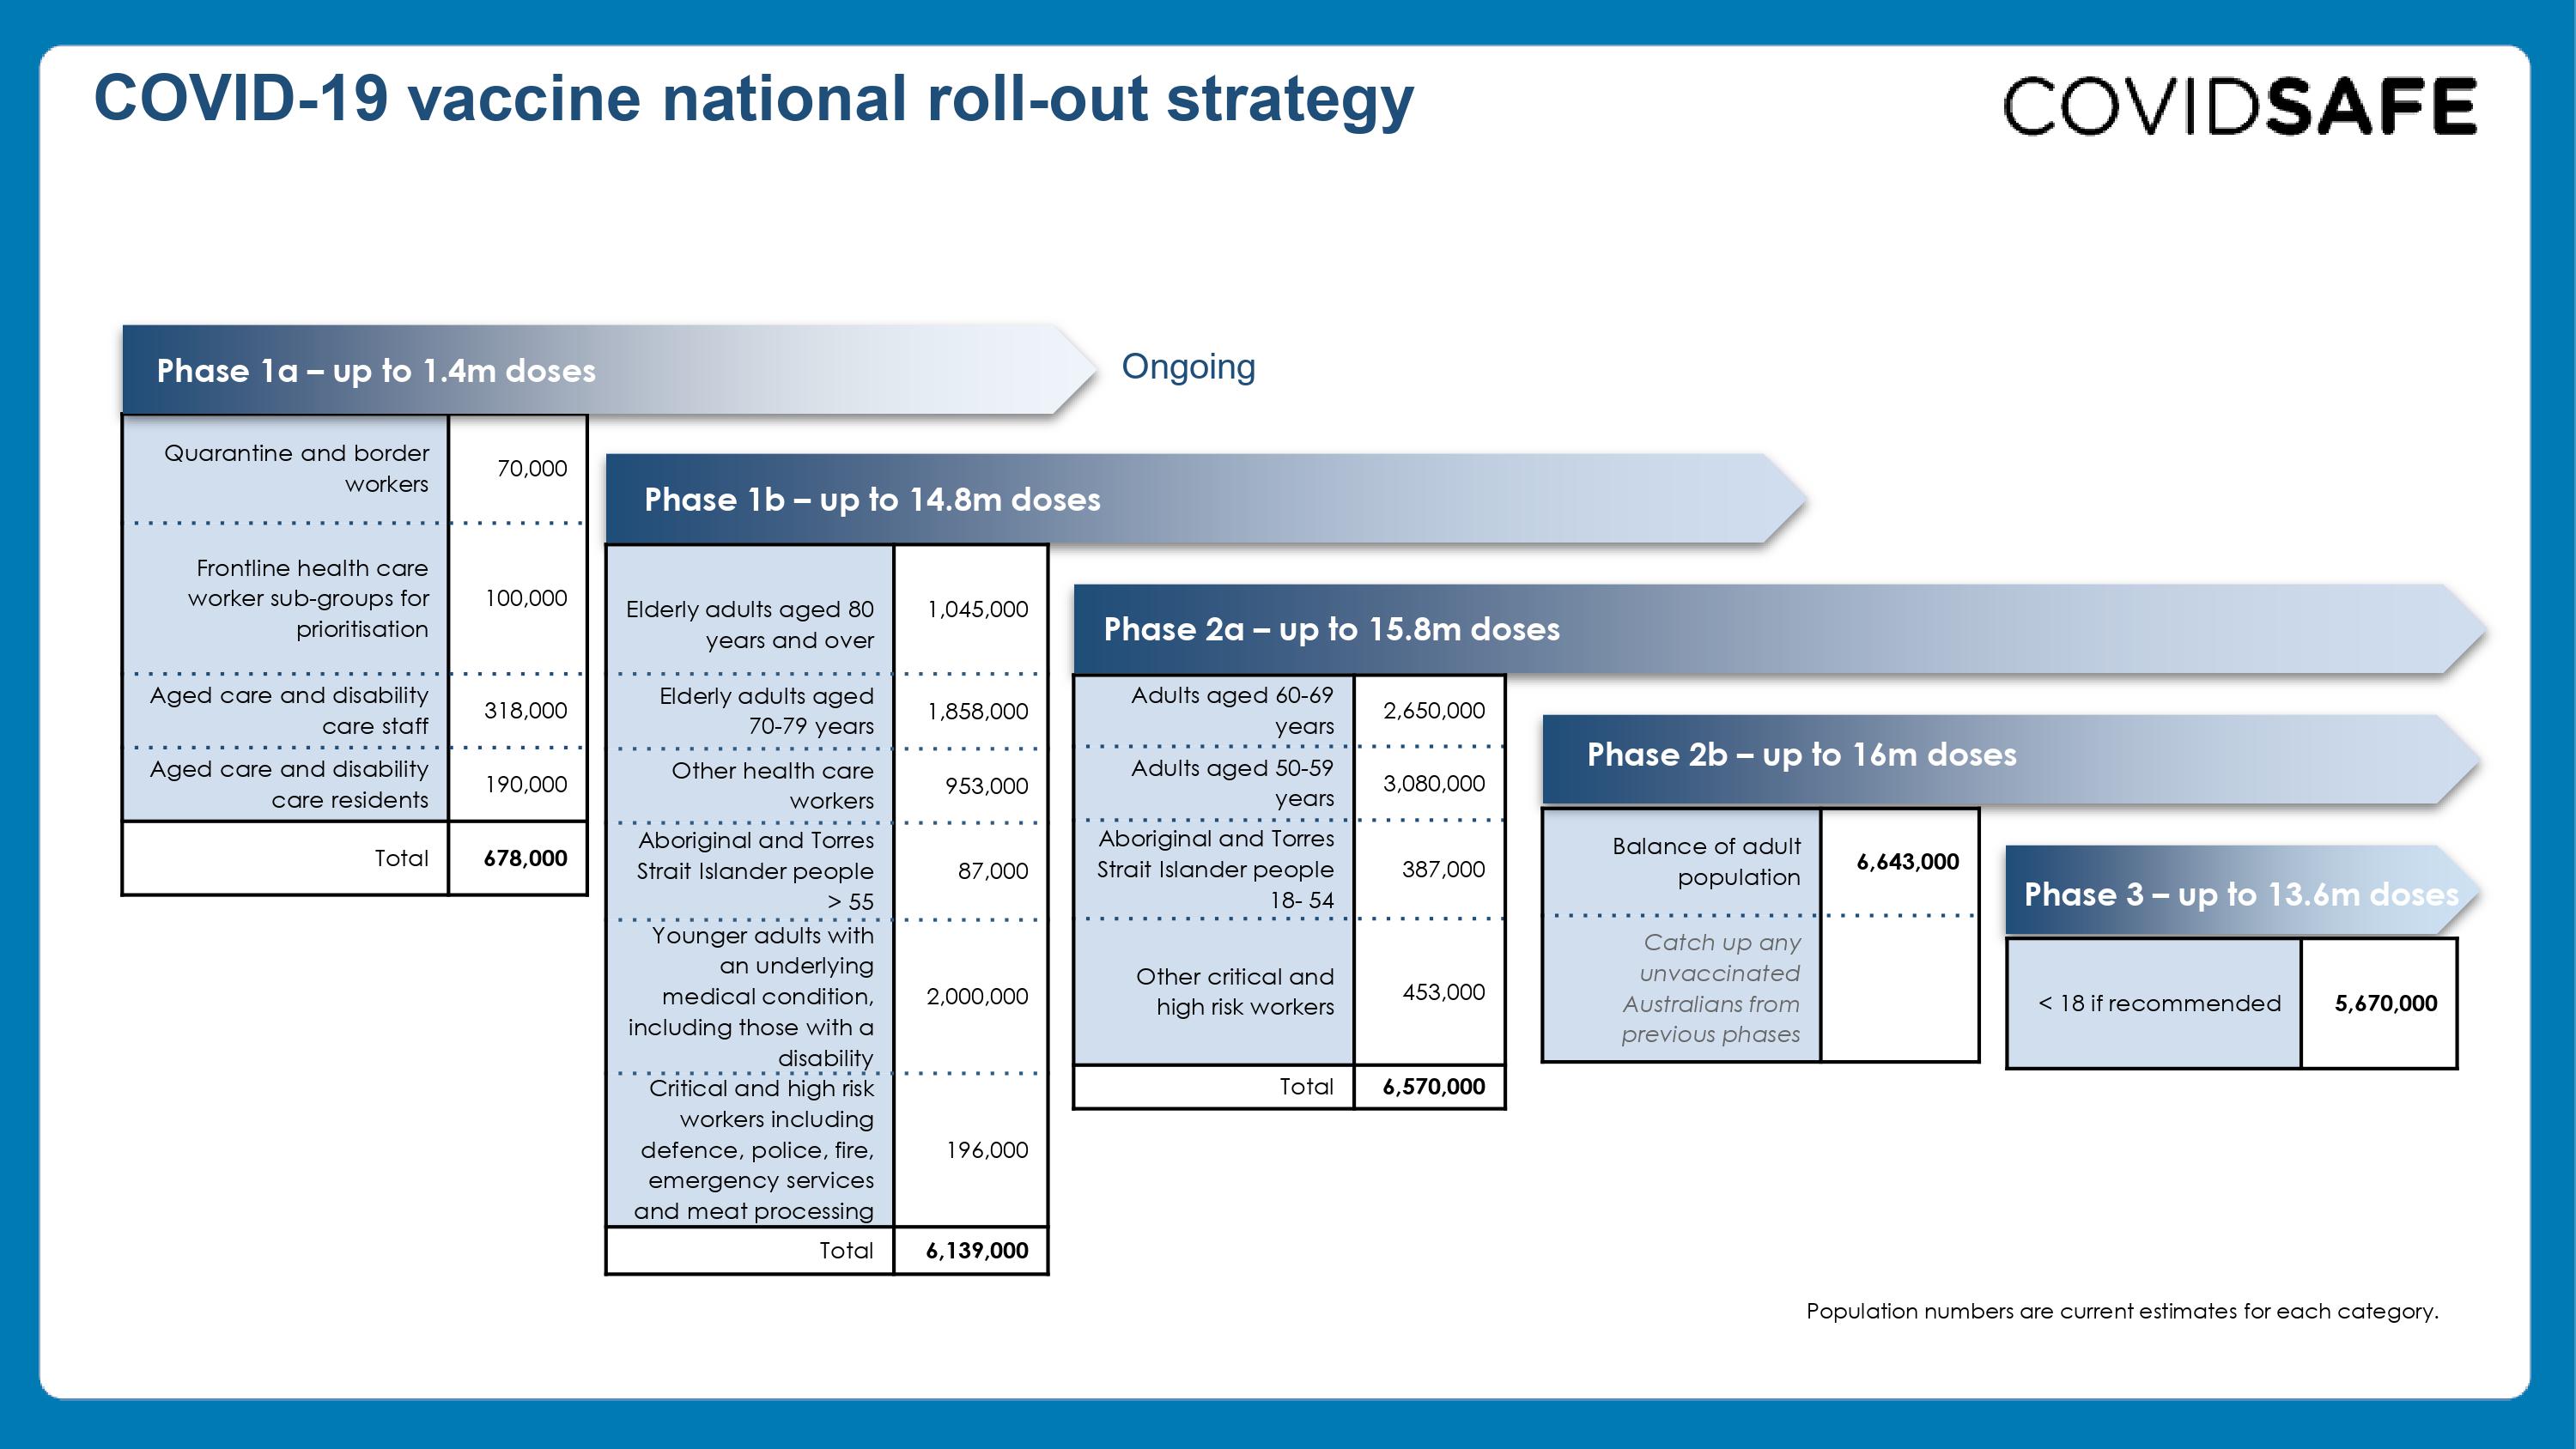 COVID-19 vaccine national roll-out strategy
COVIDSAFE
Phase 1a – up to 1.4m doses
Ongoing
Quarantine and border
workers
70,000
Frontline health care
worker sub-groups for
prioritisation
100,000
Aged care and disability
care staff
318,000
Aged care and disability
care residents
190,000
Total
678,000
Phase 1b – up to 14.8m doses
Elderly adults aged 80
years and over
1,045,000
Elderly adults aged
70-79 years
1,858,000
Other health care
workers
953,000
Aboriginal and Torres
Strait Islander people
> 55
87,000
Younger adults with
an underlying
medical condition,
including those with a
disability
2,000,000
Critical and high risk
workers including
defence, police, fire,
emergency services
and meat processing
196,000
Total
6,139,000
Phase 2a – up to 15.8m doses
Adults aged 60-69
years
2,650,000
Adults aged 50-59
years
3,080,000
Aboriginal and Torres
Strait Islander people
18- 54
387,000
Other critical and
high risk workers
453,000
Total
6,570,000
Phase 2b – up to 16m doses
Balance of adult
population
6,643,000
Catch up any
unvaccinated
Australians from
previous phases
Phase 3 – up to 13.6m doses
< 18 if recommended
5,670,000
Population numbers are current estimates for each category.